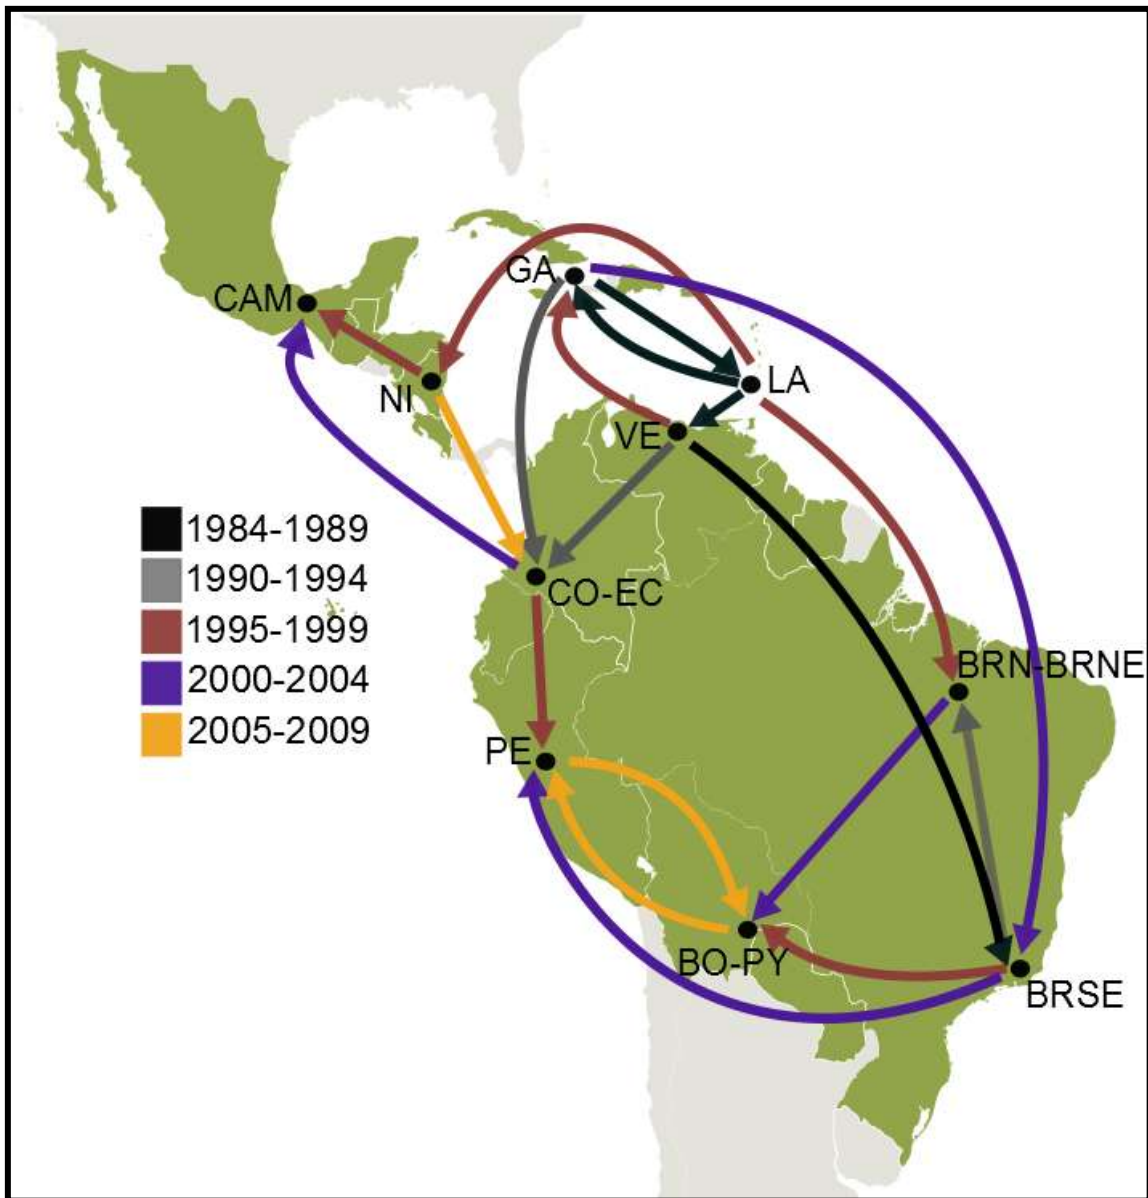 GA
CAM
LA
NI
VE
1984-1989
1990-1994
CO-EC
1995-1999
BRN-BRNE
2000-2004
2005-2009
PE
BO-PY
BRSE